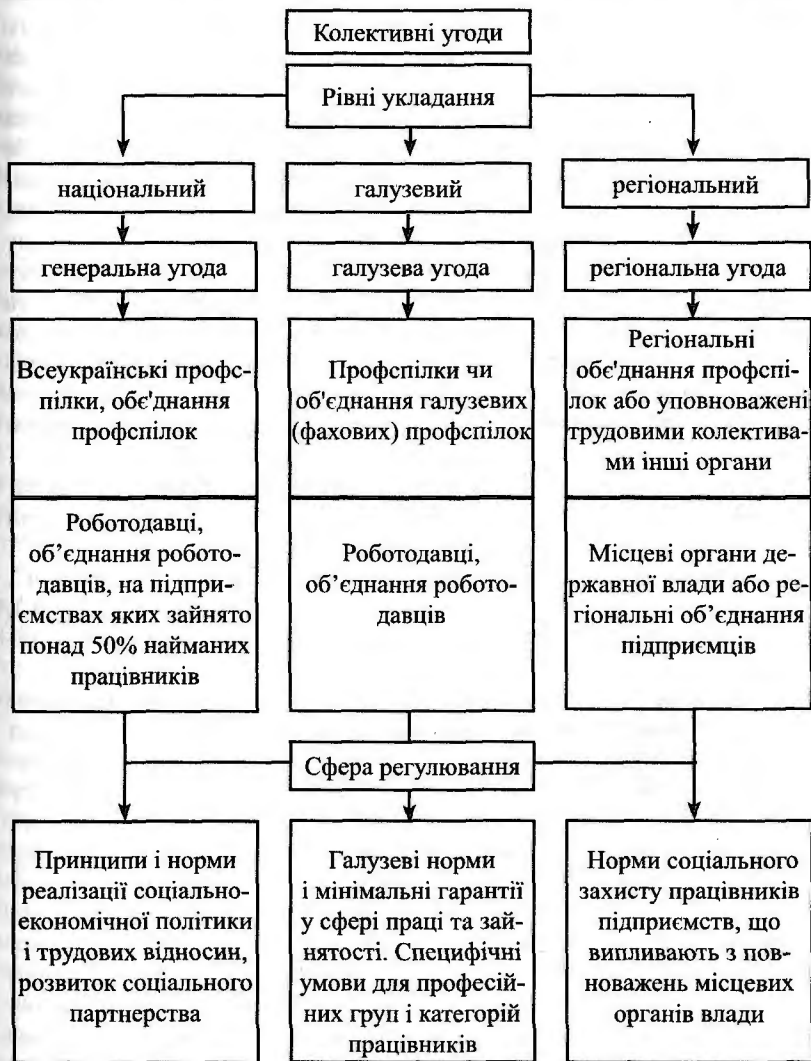 Колективні угоди
Рівні укладання
національний
галузевий
регіональний
генеральна угода
галузева угода
регіональна угода
Всеукраїнські профс-
пілки, обє'днання
профспілок
Профспілки чи
об'єднання галузевих
(фахових) профспілок
Регіональні
обє'днання профспі-
лок або уповноважені
трудовими колектива-
ми інші органи
Роботодавці,
об’єднання робото-
давців, на підпри-
ємствах яких зайнято
понад 50% найманих
працівників
Роботодавці,
об’єднання робото-
давців
Місцеві органи де-
ржавної влади або ре-
гіональні об’єднання
підприємців
Сфера регулювання
Принципи і норми
реалізації соціально-
економічної політики
і трудових відносин,
розвиток соціального
партнерства
Галузеві норми
і мінімальні гарантії
у сфері праці та зай-
нятості. Специфічні
умови для професій-
них груп і категорій
працівників
Норми соціального
захисту працівників
підприємств, що
випливають з пов-
новажень місцевих
органів влади